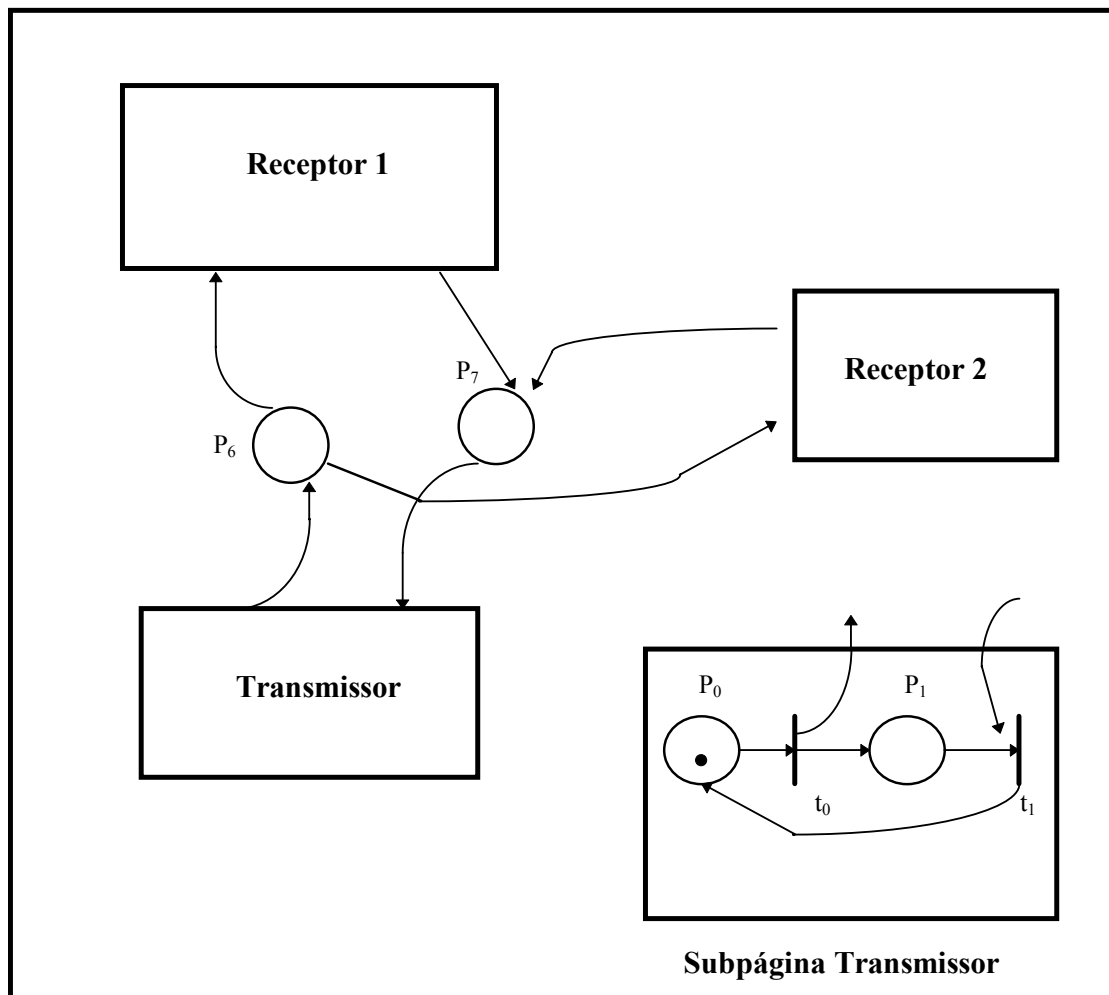 Receptor 1
P₇
Receptor 2
P₆
Transmissor
P₀
P₁
t₀
t₁
Subpágina Transmissor